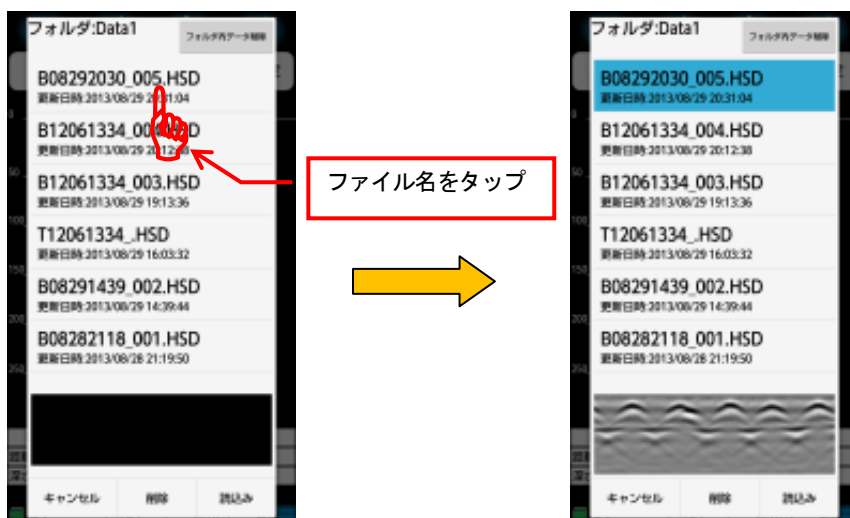 フォルダ:Data1
フォルダ内データ削除
B08292030_005.HSD
更新日時:2013/08/29 20:31:04
B12061334_004.HSD
更新日時:2013/08/29 20:12:38
B12061334_003.HSD
更新日時:2013/08/29 19:13:36
T12061334_.HSD
更新日時:2013/08/29 16:03:32
B08291439_002.HSD
更新日時:2013/08/29 14:39:44
B08282118_001.HSD
更新日時:2013/08/28 21:19:50
キャンセル 削除 読込み
ファイル名をタップ
フォルダ:Data1
フォルダ内データ削除
B08292030_005.HSD
更新日時:2013/08/29 20:31:04
B12061334_004.HSD
更新日時:2013/08/29 20:12:38
B12061334_003.HSD
更新日時:2013/08/29 19:13:36
T12061334_.HSD
更新日時:2013/08/29 16:03:32
B08291439_002.HSD
更新日時:2013/08/29 14:39:44
B08282118_001.HSD
更新日時:2013/08/28 21:19:50
キャンセル 削除 読込み